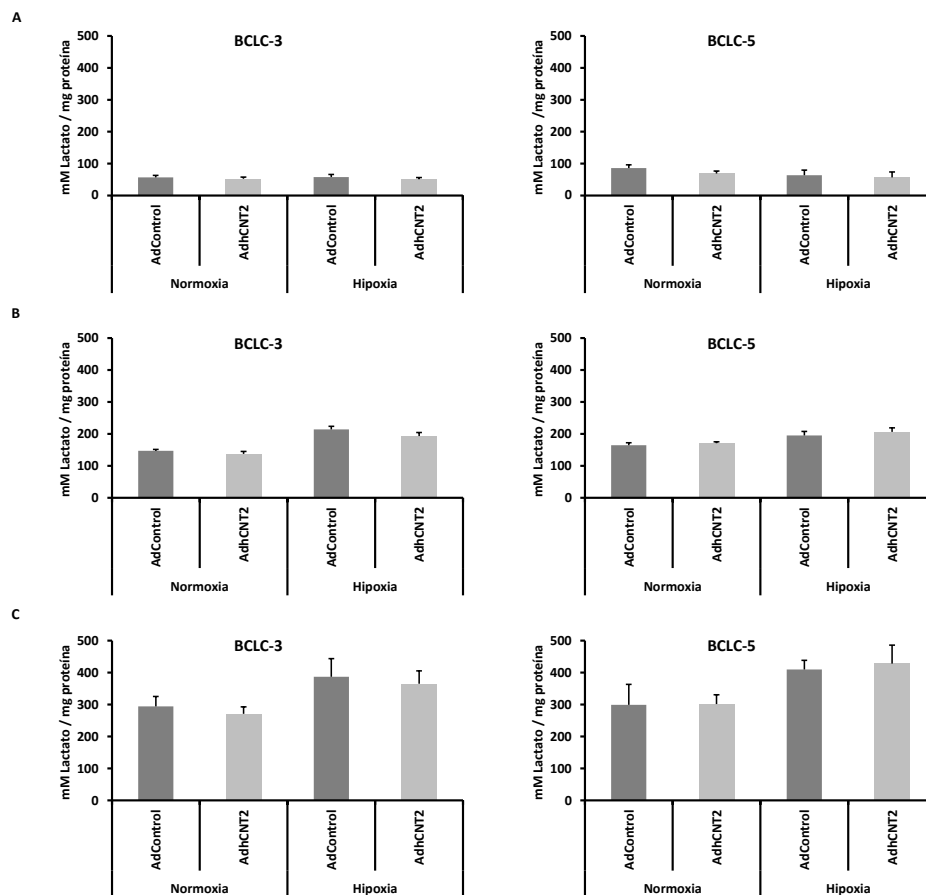 A
BCLC-3
mM Lactato / mg proteína
500
400
300
200
100
0
AdControl
AdhCNT2
AdControl
AdhCNT2
Normoxia
Hipoxia
BCLC-5
mM Lactato /mg proteína
500
400
300
200
100
0
AdControl
AdhCNT2
AdControl
AdhCNT2
Normoxia
Hipoxia
B
BCLC-3
mM Lactato / mg proteína
500
400
300
200
100
0
AdControl
AdhCNT2
AdControl
AdhCNT2
Normoxia
Hipoxia
BCLC-5
mM Lactato / mg proteína
500
400
300
200
100
0
AdControl
AdhCNT2
AdControl
AdhCNT2
Normoxia
Hipoxia
C
BCLC-3
mM Lactato / mg proteína
500
400
300
200
100
0
AdControl
AdhCNT2
AdControl
AdhCNT2
Normoxia
Hipoxia
BCLC-5
mM Lactato / mg proteína
500
400
300
200
100
0
AdControl
AdhCNT2
AdControl
AdhCNT2
Normoxia
Hipoxia